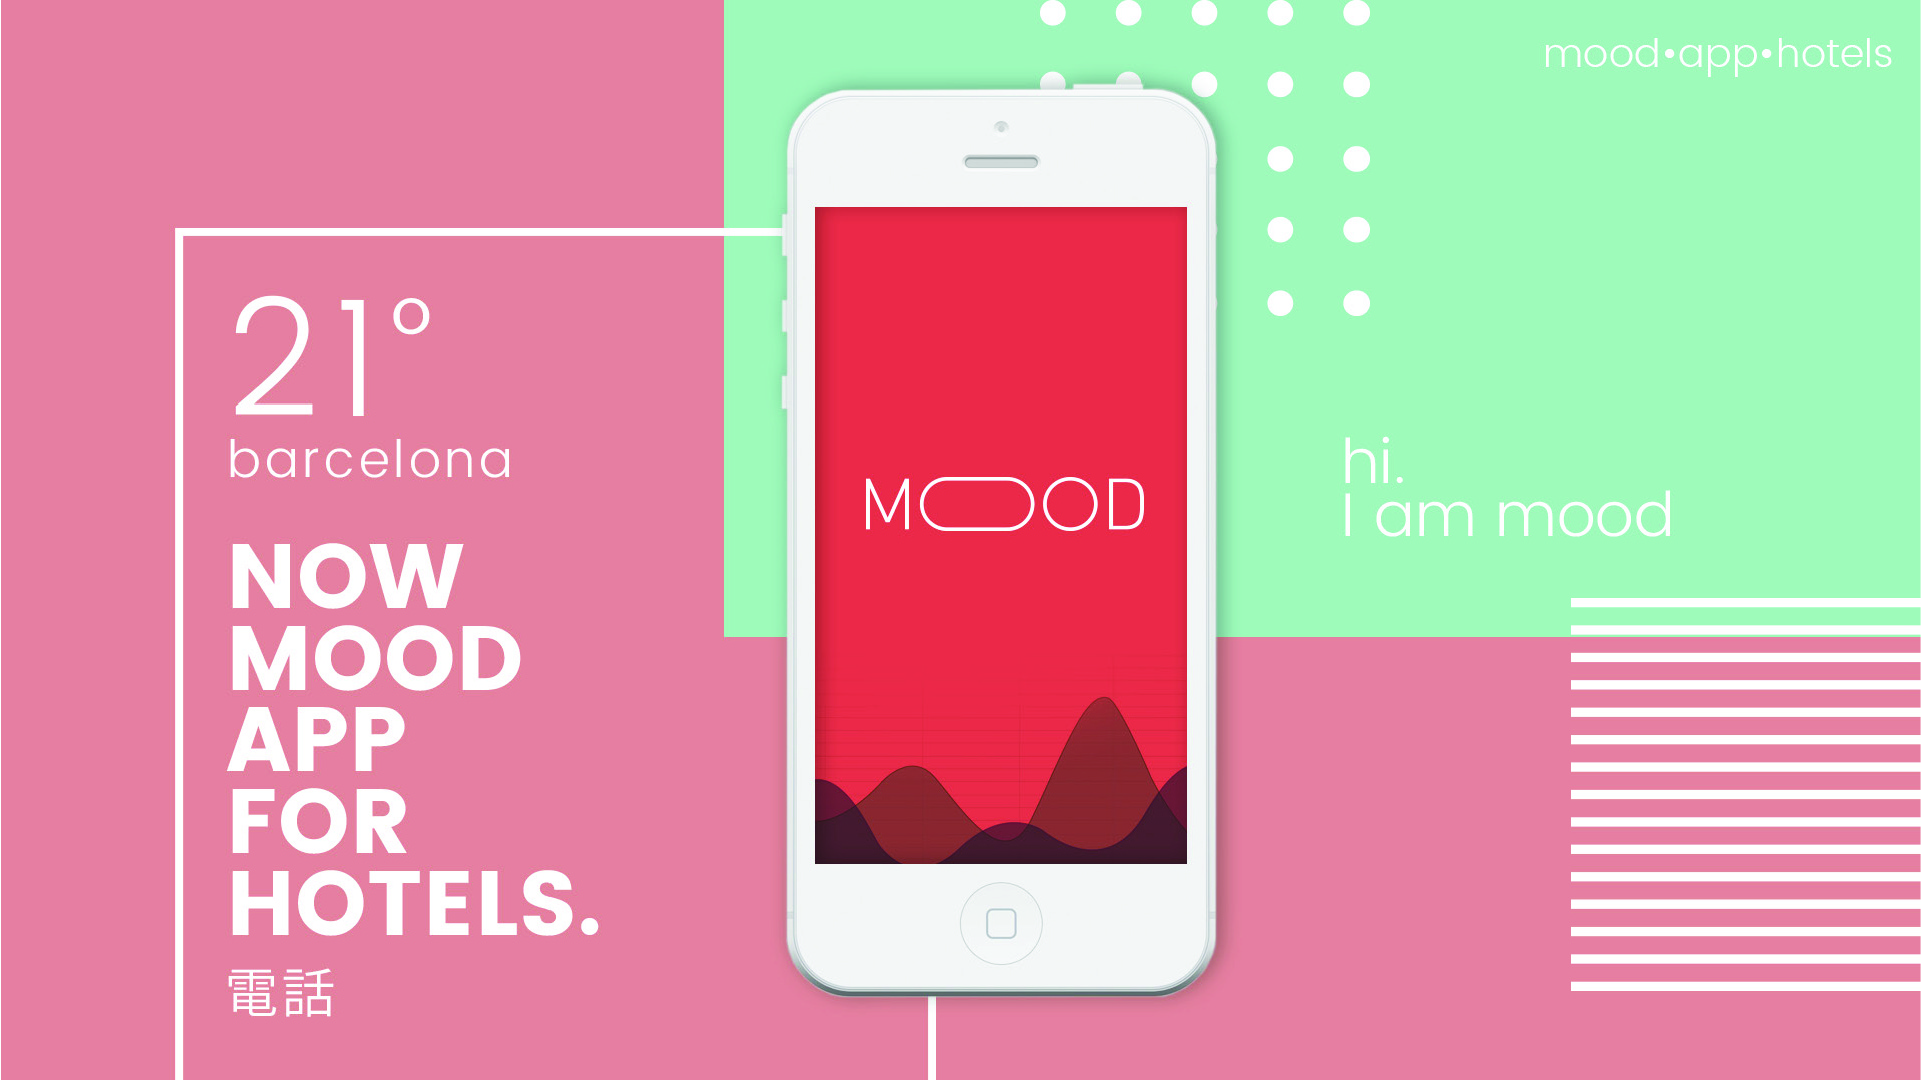 mood•app•hotels
21°
barcelona
NOW
MOOD
APP
FOR
HOTELS.
電話
MOOD
hi.
I am mood